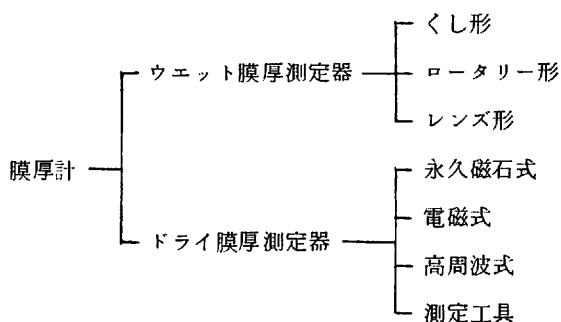 くし形
ウエット膜厚測定器
ロータリー形
レンズ形
膜厚計
永久磁石式
電磁式
ドライ膜厚測定器
高周波式
測定工具